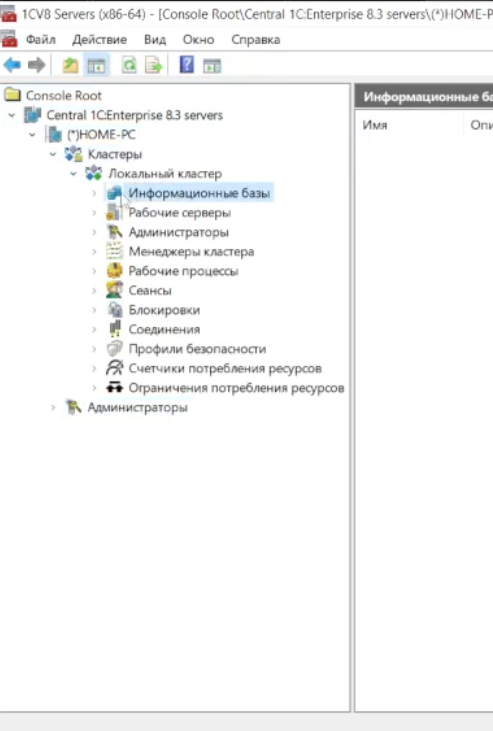 1CV8 Servers (x86-64) - [Console Root\Central 1C:Enterprise 8.3 servers\(*)HOME-P
Файл Действие Вид Окно Справка
Console Root
Central 1C:Enterprise 8.3 servers
(*)HOME-PC
Кластеры
Локальный кластер
Информационные базы
Рабочие серверы
Администраторы
Менеджеры кластера
Рабочие процессы
Сеансы
Блокировки
Соединения
Профили безопасности
Счетчики потребления ресурсов
Ограничения потребления ресурсов
Администраторы
Информационные ба
Имя Опи